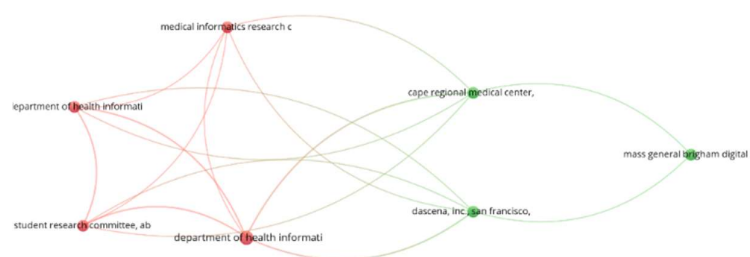 medical informatics research c
cape regional medical center,
epartment of health informati
mass general brigham digital
dascena, inc., san francisco,
student research committee, ab
department of health informati